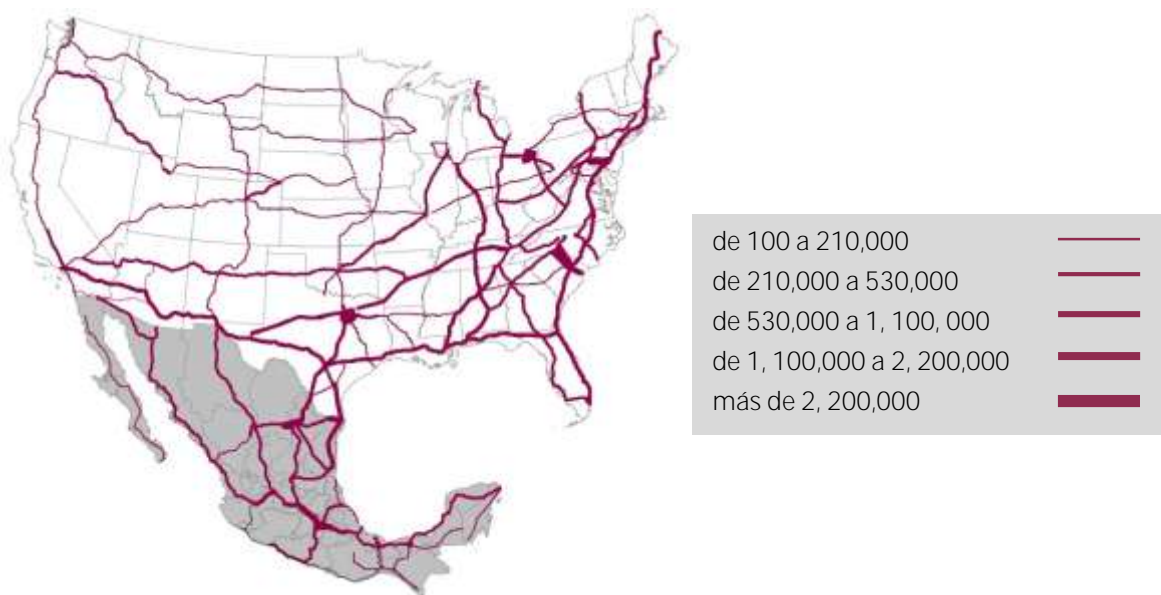 de 100 a 210,000
de 210,000 a 530,000
de 530,000 a 1, 100, 000
de 1, 100,000 a 2, 200,000
más de 2, 200,000